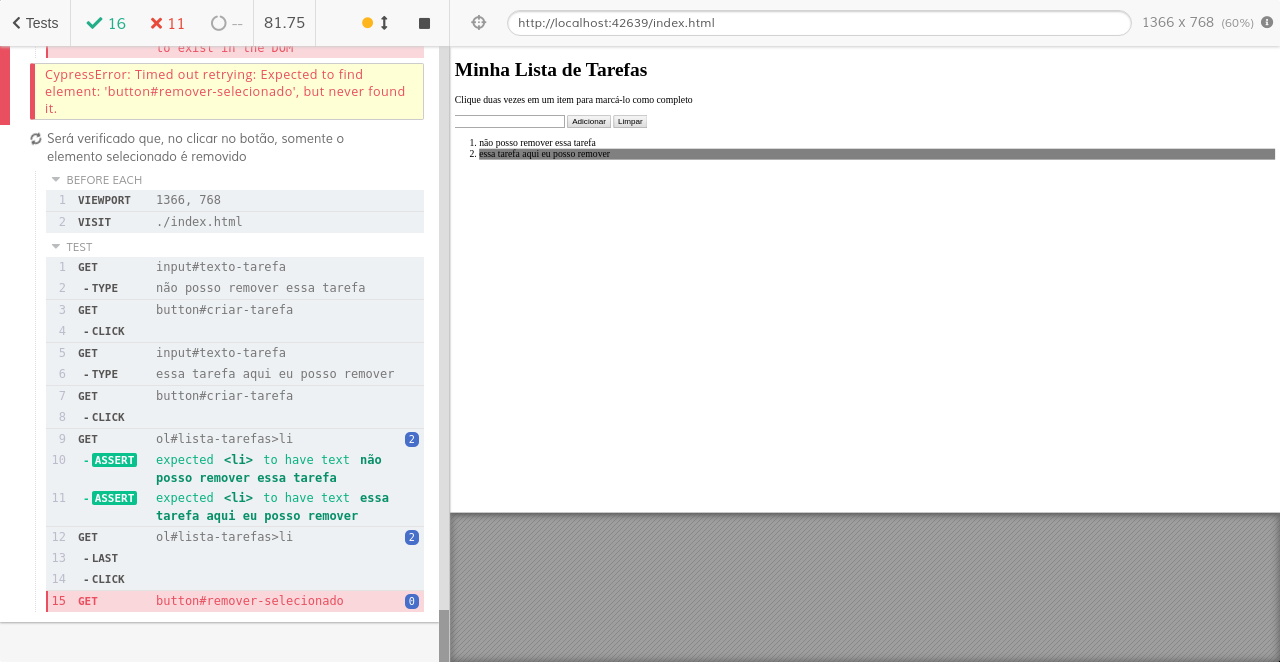 Tests
16
11
--
81.75
http://localhost:42639/index.html
1366 x 768 (60%)
to exist in the DOM
CypressError: Timed out retrying: Expected to find
element: 'button#remover-selecionado', but never found
it.
Será verificado que, no clicar no botão, somente o
elemento selecionado é removido
BEFORE EACH
1 VIEWPORT 1366, 768
2 VISIT ./index.html
TEST
1 GET input#texto-tarefa
2 -TYPE não posso remover essa tarefa
3 GET button#criar-tarefa
4 -CLICK
5 GET input#texto-tarefa
6 -TYPE essa tarefa aqui eu posso remover
7 GET button#criar-tarefa
8 -CLICK
9 GET ol#lista-tarefas>li 2
10 -ASSERT expected <li> to have text não
posso remover essa tarefa
11 -ASSERT expected <li> to have text essa
tarefa aqui eu posso remover
12 GET ol#lista-tarefas>li 2
13 -LAST
14 -CLICK
15 GET button#remover-selecionado 0
Minha Lista de Tarefas
Clique duas vezes em um item para marcá-lo como completo
Adicionar Limpar
1. não posso remover essa tarefa
2. essa tarefa aqui eu posso remover